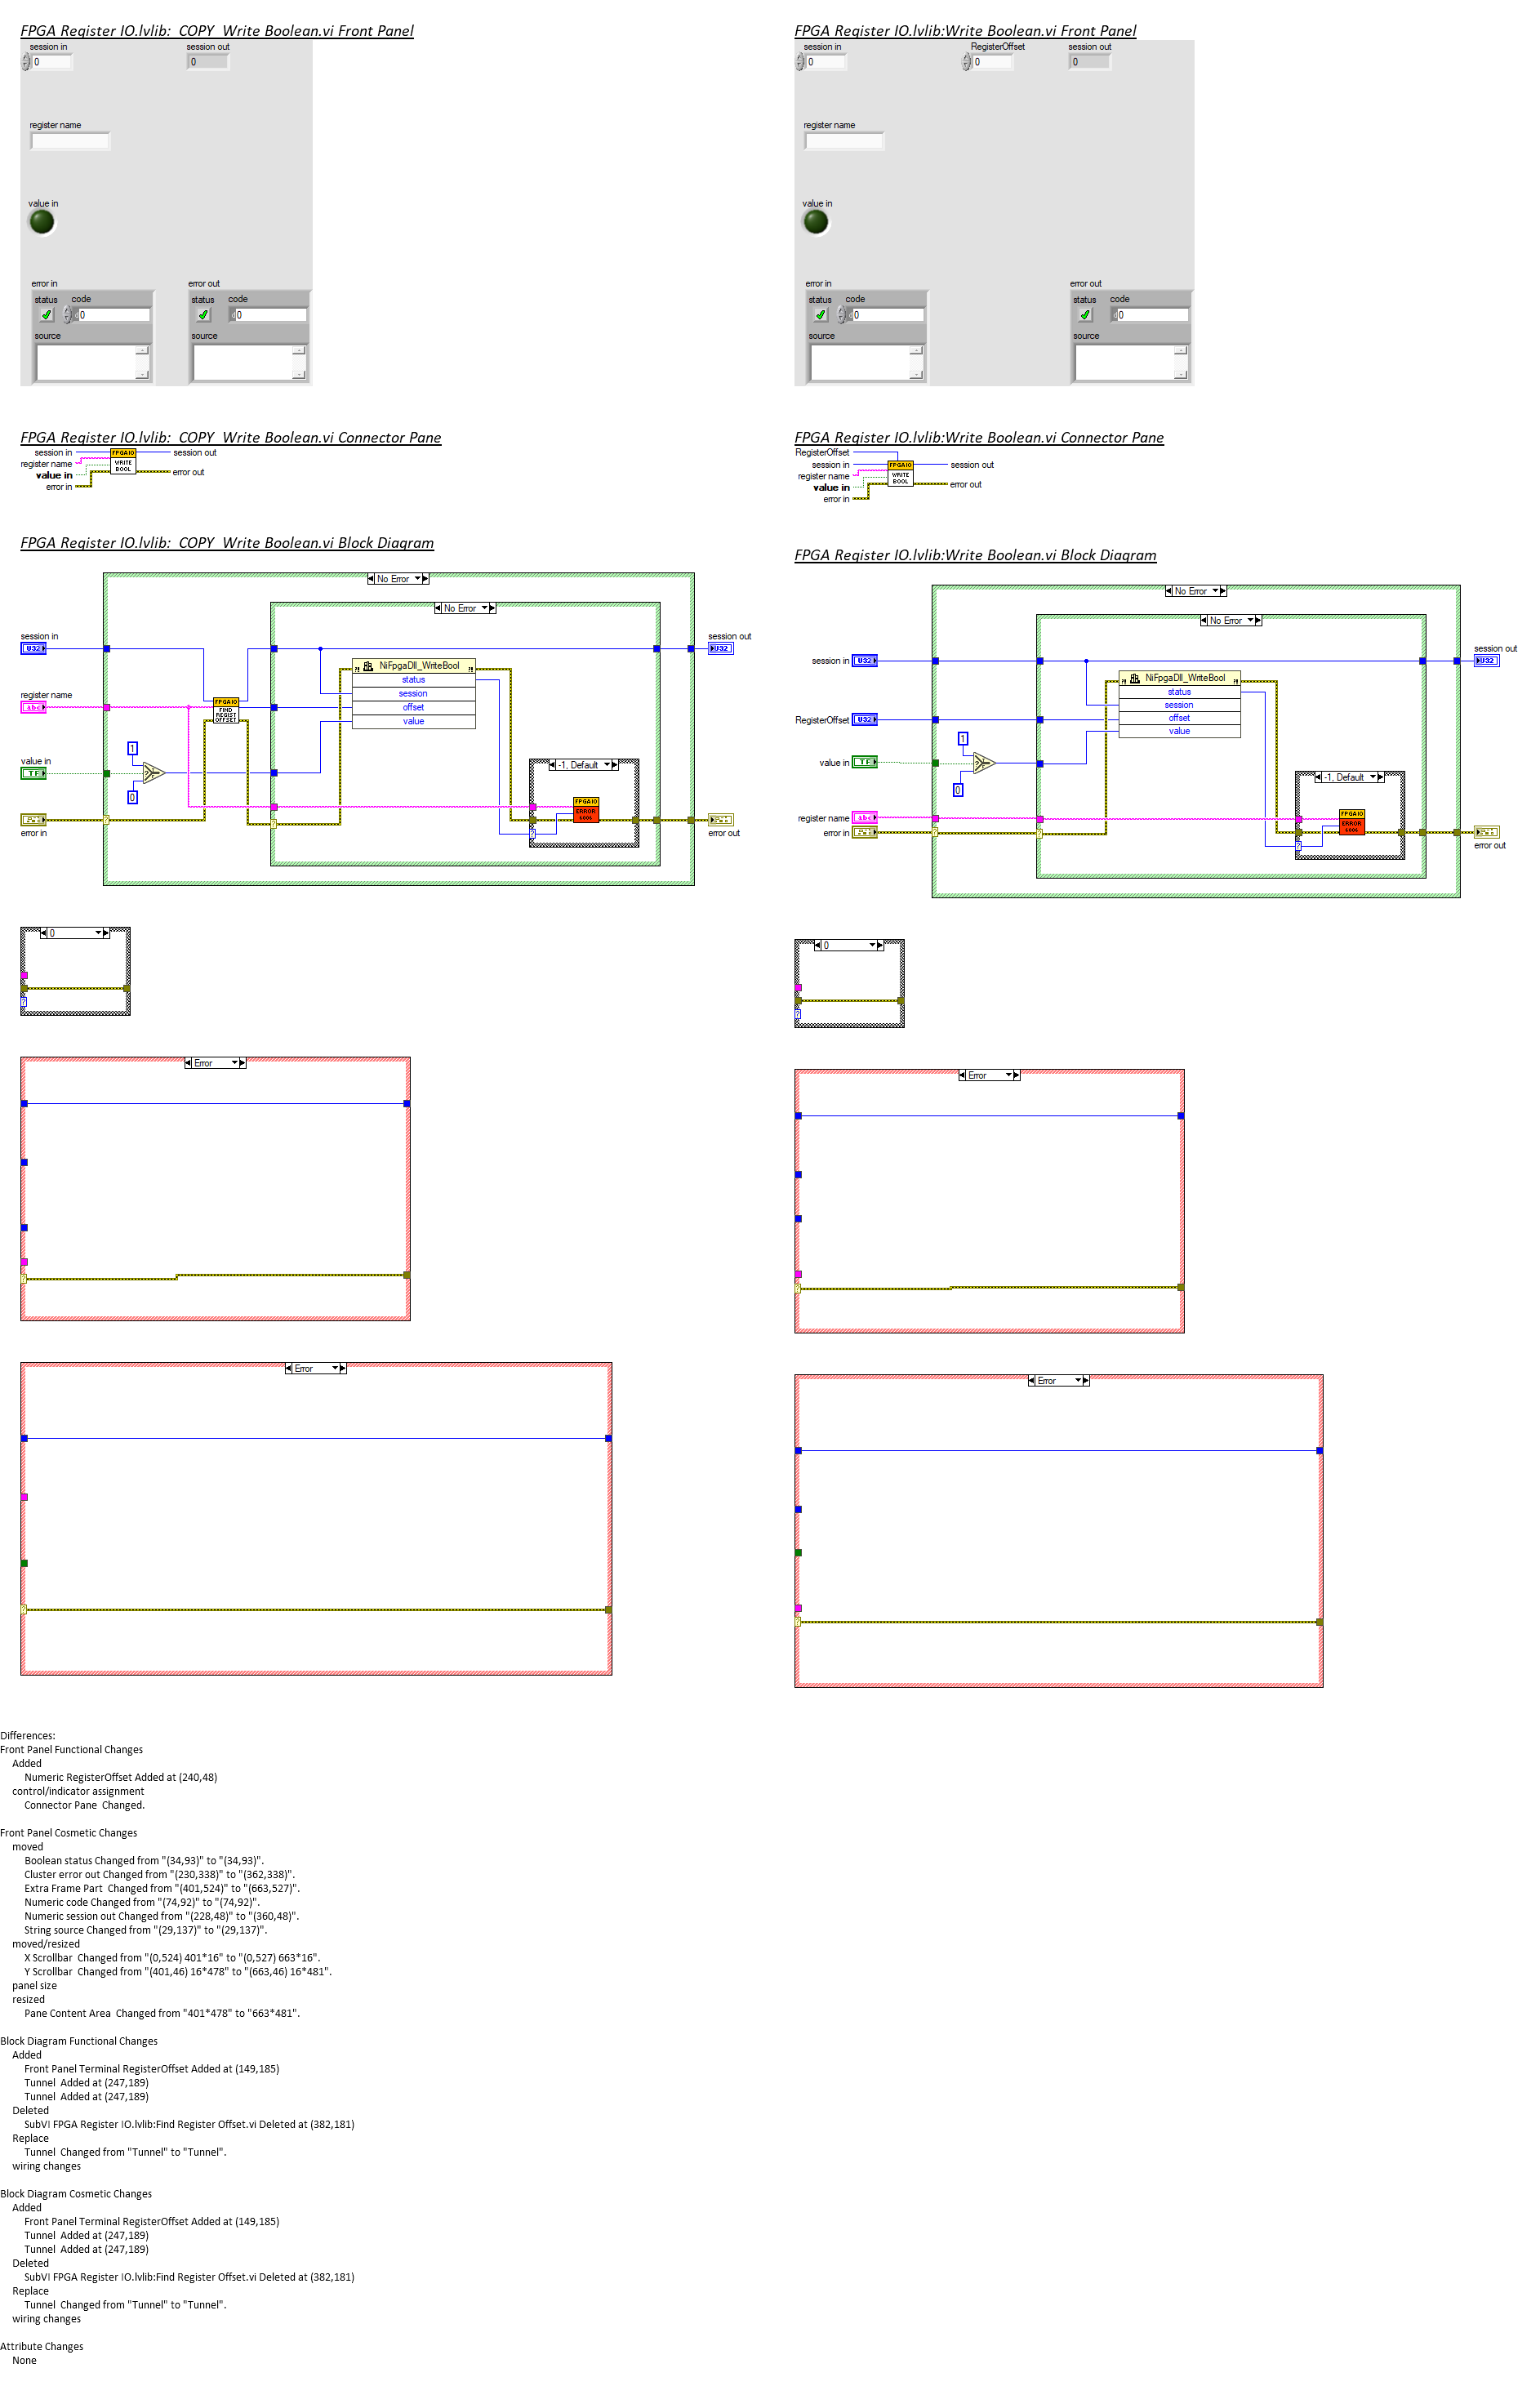 FPGA Register IO.lvlib:  COPY  Write Boolean.vi Front Panel
session in
session out
0
0
register name
value in
error in
error out
status
code
status
code
0
0
source
source
FPGA Register IO.lvlib:Write Boolean.vi Front Panel
session in
RegisterOffset
session out
0
0
0
register name
value in
error in
error out
status
code
status
code
0
0
source
source
FPGA Register IO.lvlib:  COPY  Write Boolean.vi Connector Pane
session in
register name
value in
error in
FPGAIO
WRITE
BOOL
session out
error out
FPGA Register IO.lvlib:Write Boolean.vi Connector Pane
RegisterOffset
session in
register name
value in
error in
FPGAIO
WRITE
BOOL
session out
error out
FPGA Register IO.lvlib:  COPY  Write Boolean.vi Block Diagram
No Error
No Error
session in
U32
session out
U32
NiFpgaDll_WriteBool
status
session
offset
value
register name
abc
FPGAIO
FIND
REGIST
OFFSET
value in
TF
1
0
-1, Default
FPGAIO
ERROR
error in
error out
FPGA Register IO.lvlib:Write Boolean.vi Block Diagram
No Error
No Error
session in
U32
session out
U32
NiFpgaDll_WriteBool
status
session
offset
value
RegisterOffset
U32
value in
TF
1
0
-1, Default
FPGAIO
ERROR
register name
abc
error in
error out
0
0
Error
Error
Error
Error
Differences:
Front Panel Functional Changes
Added
Numeric RegisterOffset Added at (240,48)
control/indicator assignment
Connector Pane  Changed.
Front Panel Cosmetic Changes
moved
Boolean status Changed from "(34,93)" to "(34,93)".
Cluster error out Changed from "(230,338)" to "(362,338)".
Extra Frame Part  Changed from "(401,524)" to "(663,527)".
Numeric code Changed from "(74,92)" to "(74,92)".
Numeric session out Changed from "(228,48)" to "(360,48)".
String source Changed from "(29,137)" to "(29,137)".
moved/resized
X Scrollbar  Changed from "(0,524) 401*16" to "(0,527) 663*16".
Y Scrollbar  Changed from "(401,46) 16*478" to "(663,46) 16*481".
panel size
resized
Pane Content Area  Changed from "401*478" to "663*481".
Block Diagram Functional Changes
Added
Front Panel Terminal RegisterOffset Added at (149,185)
Tunnel  Added at (247,189)
Tunnel  Added at (247,189)
Deleted
SubVI FPGA Register IO.lvlib:Find Register Offset.vi Deleted at (382,181)
Replace
Tunnel  Changed from "Tunnel" to "Tunnel".
wiring changes
Block Diagram Cosmetic Changes
Added
Front Panel Terminal RegisterOffset Added at (149,185)
Tunnel  Added at (247,189)
Tunnel  Added at (247,189)
Deleted
SubVI FPGA Register IO.lvlib:Find Register Offset.vi Deleted at (382,181)
Replace
Tunnel  Changed from "Tunnel" to "Tunnel".
wiring changes
Attribute Changes
None